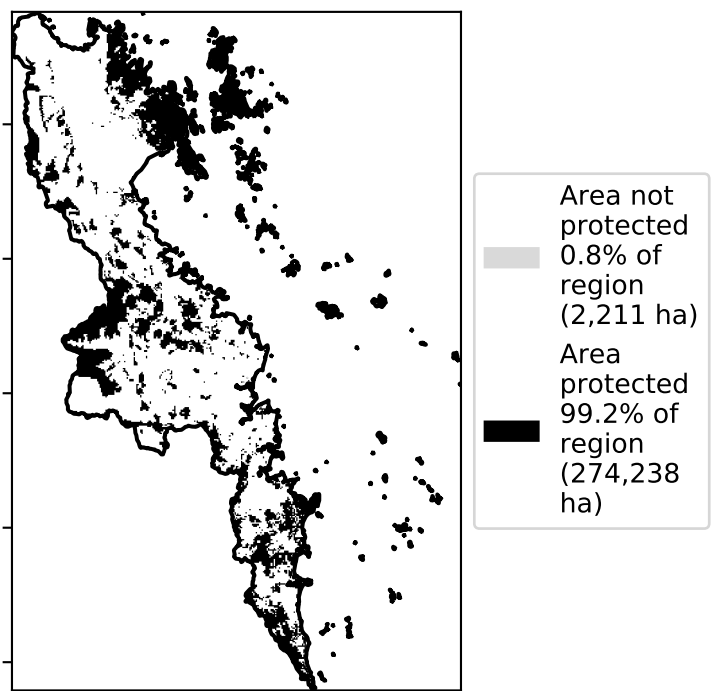 Area not
protected
0.8% of
region
(2,211 ha)
Area
protected
99.2% of
region
(274,238
ha)